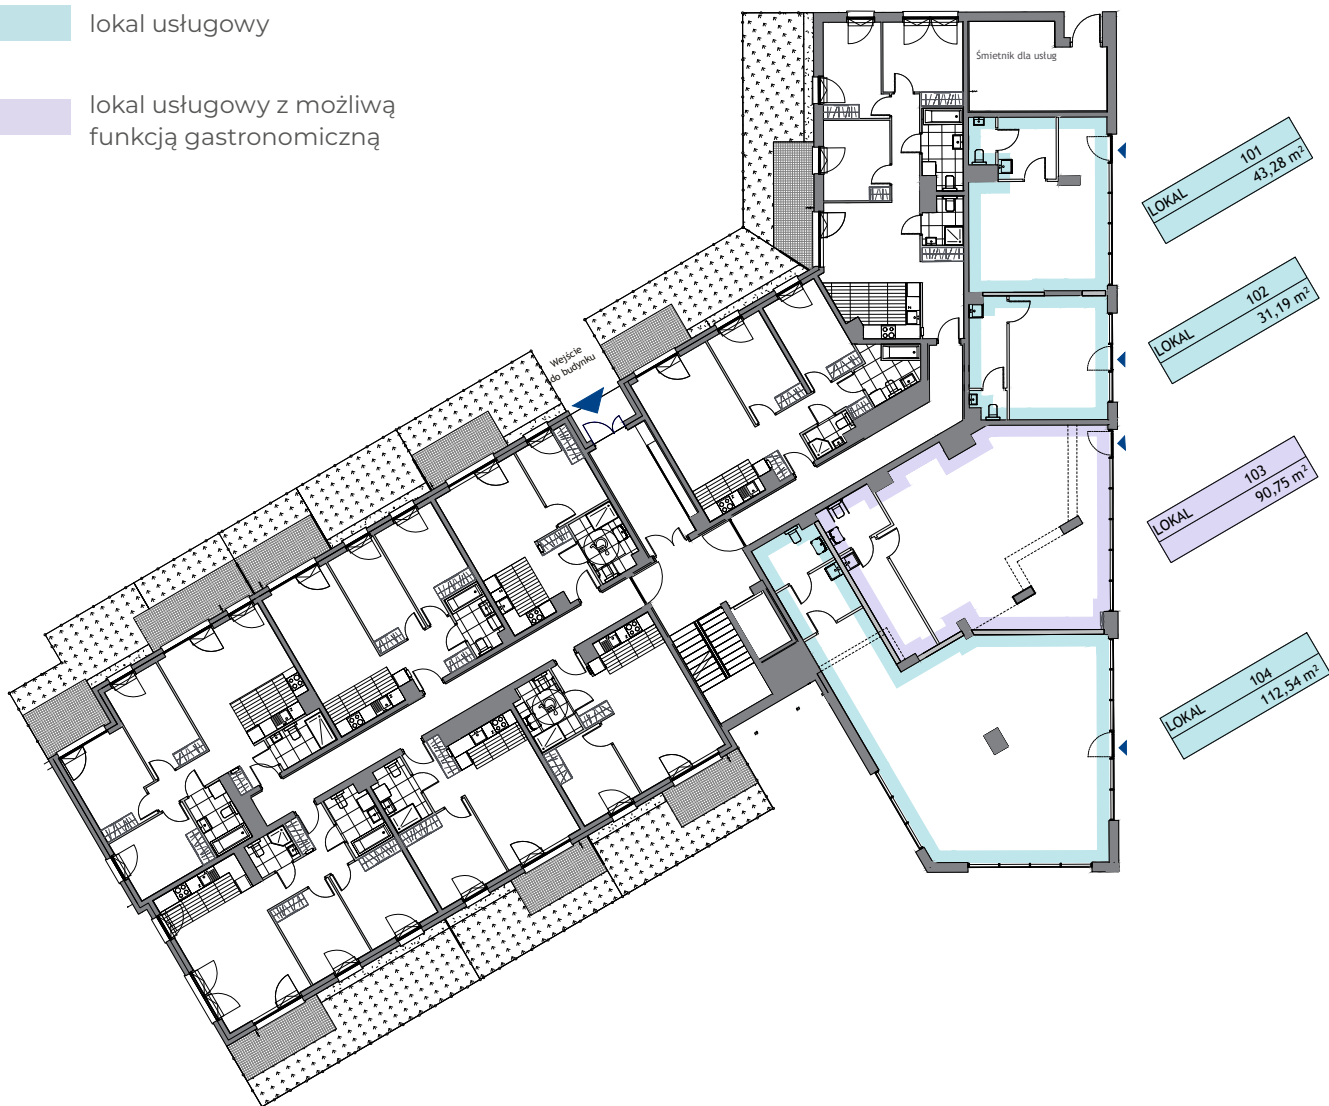 lokal usługowy
lokal usługowy z możliwą
funkcją gastronomiczną
Śmietnik dla usług
LOKAL 101
43,28 m²
LOKAL 102
31,19 m²
Wejście
do budynku
LOKAL 103
90,75 m²
LOKAL 104
112,54 m²